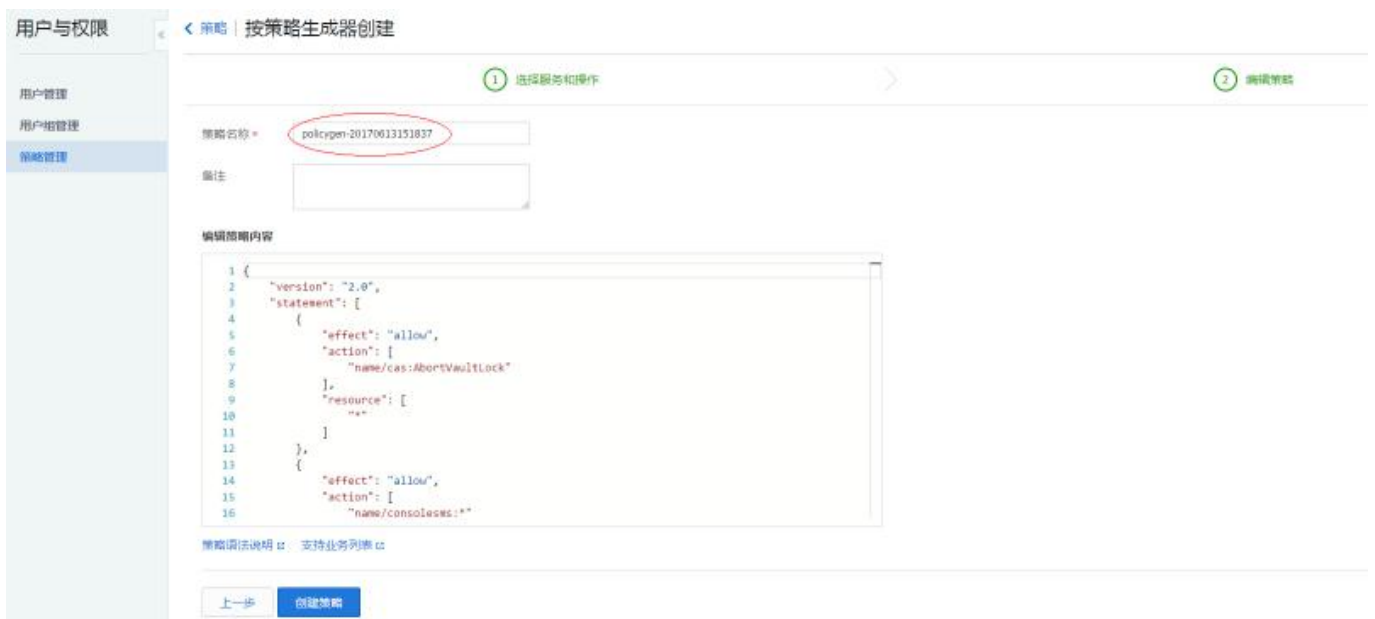 用户与权限
«
策略 | 按策略生成器创建
1 选择服务和操作
2 编辑策略
用户管理
用户组管理
策略管理
策略名称 *
policygen-20170613151837
备注
编辑策略内容
1 {
2 "version": "2.0",
3 "statement": [
4 {
5 "effect": "allow",
6 "action": [
7 "name/cas:AbortVaultLock"
8 ],
9 "resource": [
10 "*"
11 ]
12 },
13 {
14 "effect": "allow",
15 "action": [
16 "name/consolesms:*"
策略语法说明 支持业务列表
上一步 创建策略